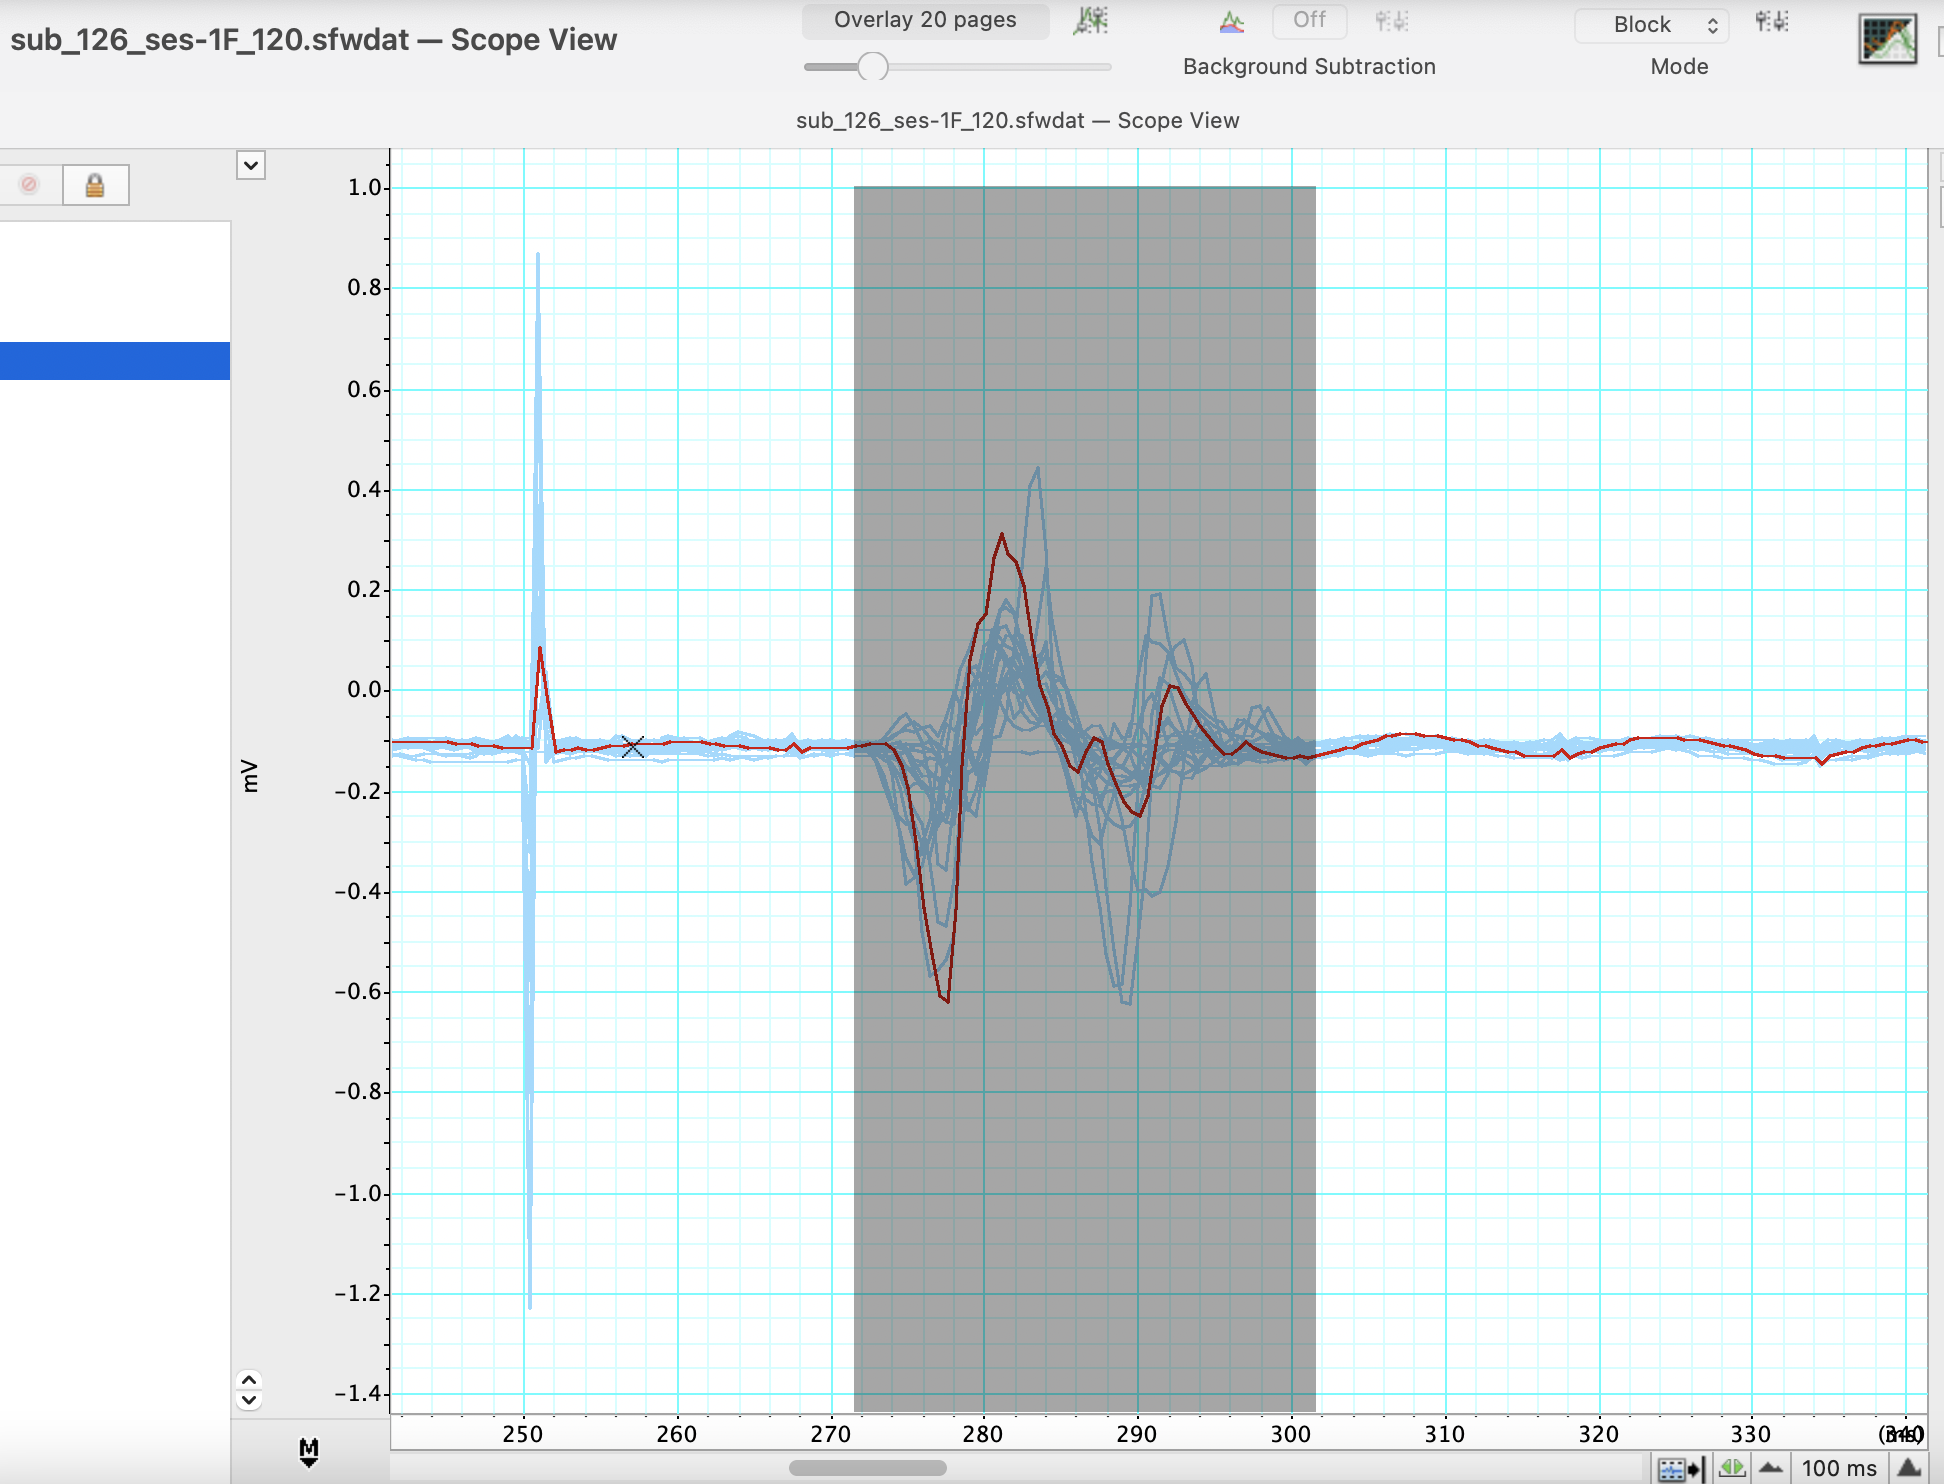 sub_126_ses-1F_120.sfwdat — Scope View
Overlay 20 pages
Off
Block
Background Subtraction
Mode
sub_126_ses-1F_120.sfwdat — Scope View
1.0
0.8
0.6
0.4
0.2
0.0
−0.2
−0.4
−0.6
−0.8
−1.0
−1.2
−1.4
mV
250 260 270 280 290 300 310 320 330
M
100 ms